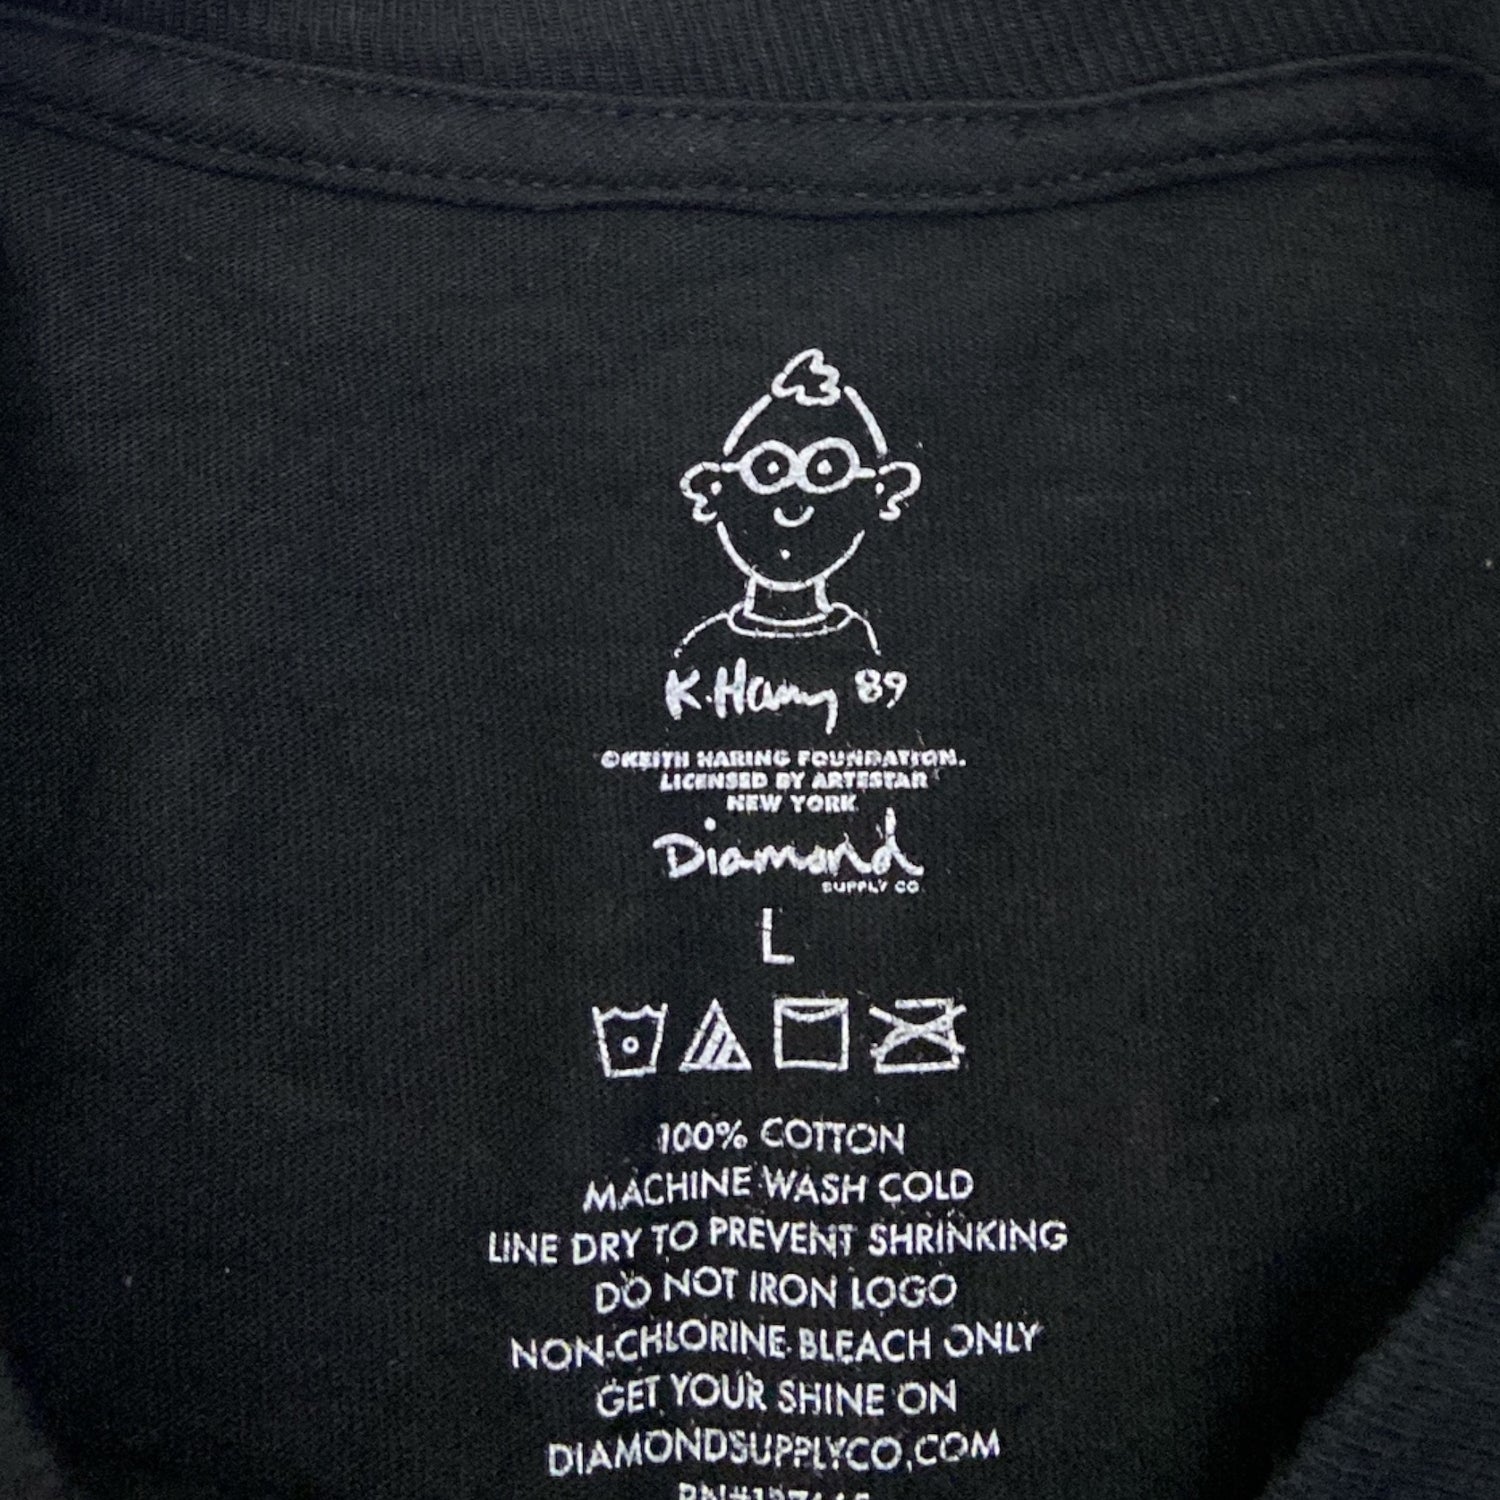 K. Haring 89
©KEITH HARING FOUNDATION.
LICENSED BY ARTESTAR
NEW YORK
Diamond
SUPPLY CO.
L
100% COTTON
MACHINE WASH COLD
LINE DRY TO PREVENT SHRINKING
DO NOT IRON LOGO
NON-CHLORINE BLEACH ONLY
GET YOUR SHINE ON
DIAMONDSUPPLYCO.COM